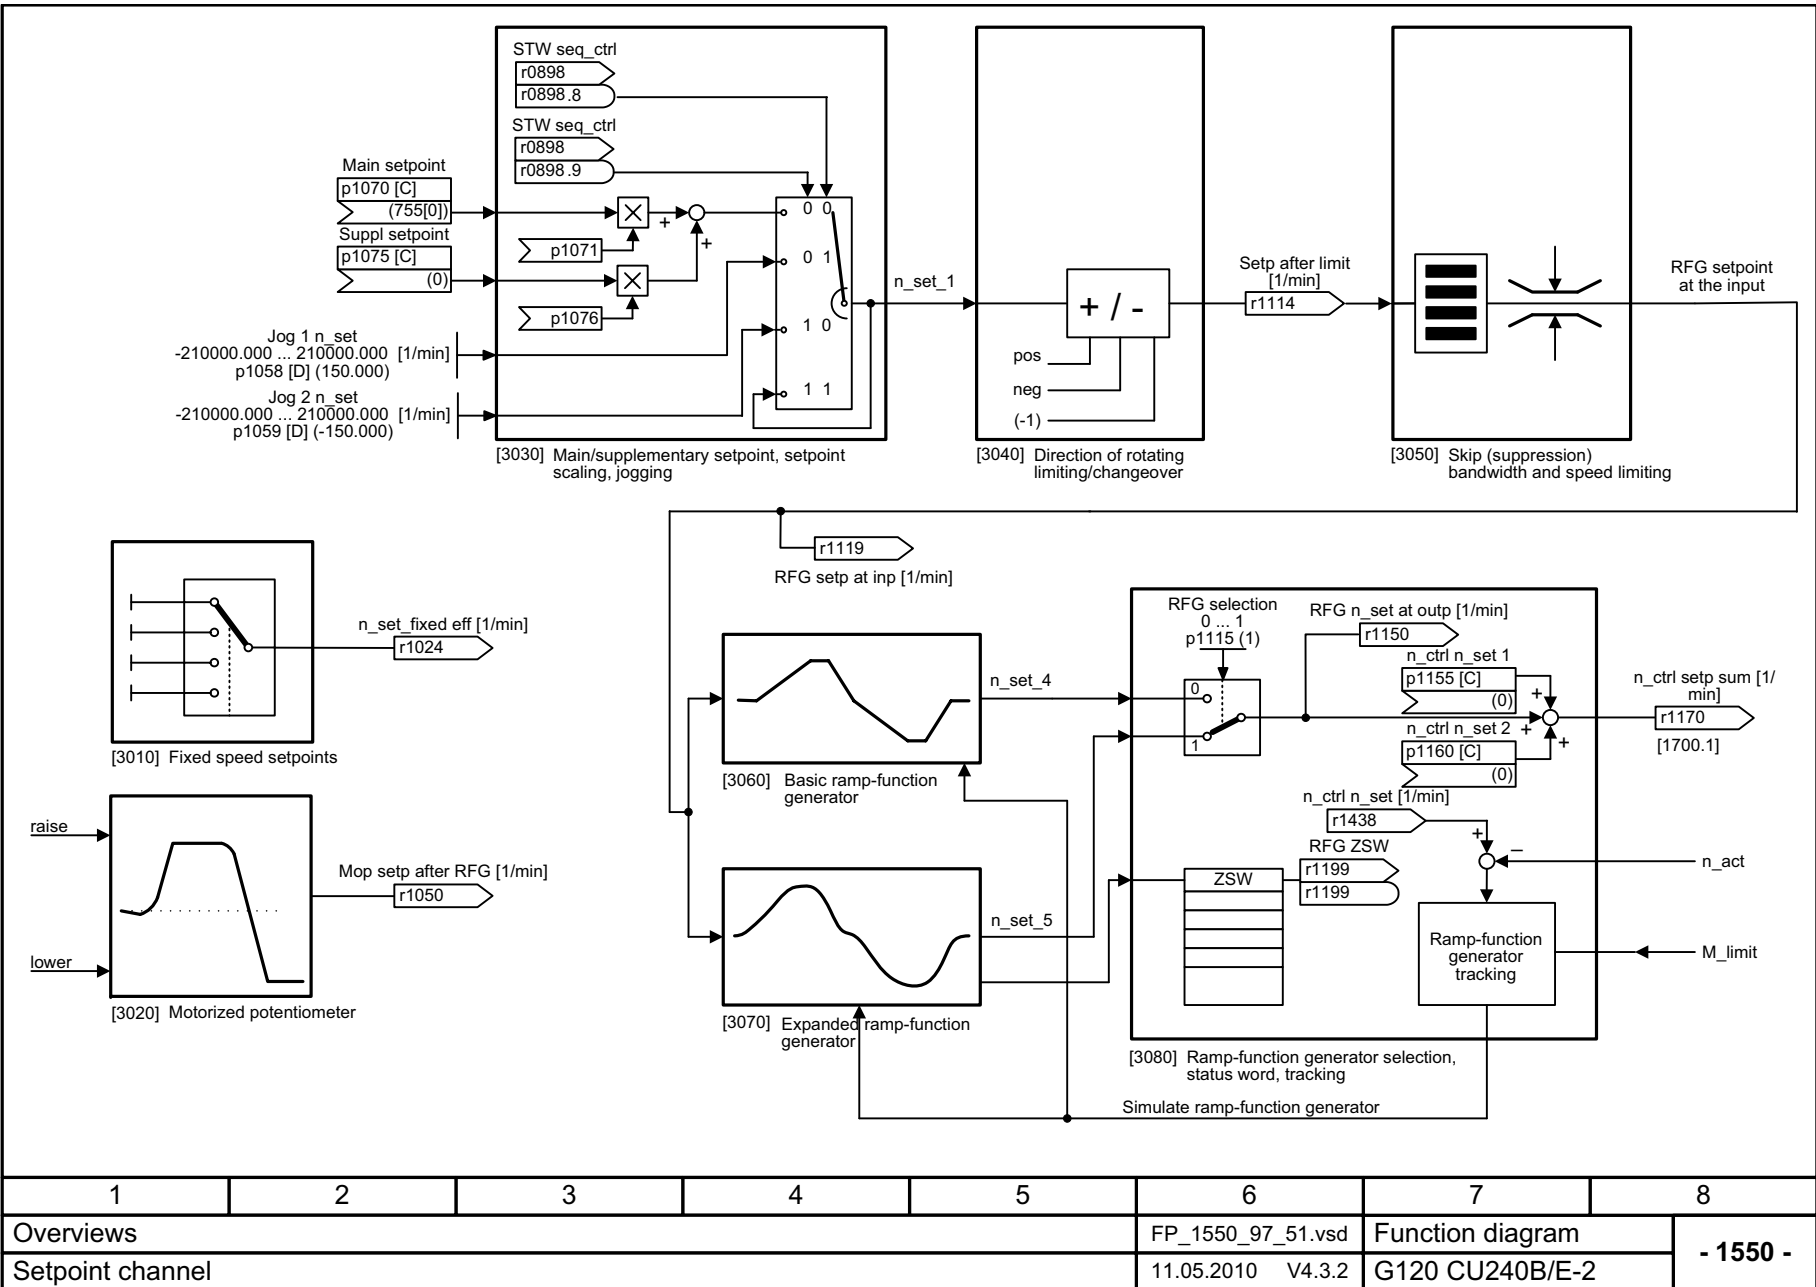 STW seq_ctrl
r0898
r0898.8
STW seq_ctrl
r0898
r0898.9
Main setpoint
p1070 [C]
(755[0])
Suppl setpoint
p1075 [C]
(0)
p1071
p1076
Jog 1 n_set
-210000.000 ... 210000.000 [1/min]
p1058 [D] (150.000)
Jog 2 n_set
-210000.000 ... 210000.000 [1/min]
p1059 [D] (-150.000)
0 0
0 1
1 0
1 1
+
+
n_set_1
[3030] Main/supplementary setpoint, setpoint
scaling, jogging
+ / -
pos
neg
(-1)
[3040] Direction of rotating
limiting/changeover
Setp after limit
[1/min]
r1114
[3050] Skip (suppression)
bandwidth and speed limiting
RFG setpoint
at the input
r1119
RFG setp at inp [1/min]
n_set_fixed eff [1/min]
r1024
[3010] Fixed speed setpoints
raise
lower
Mop setp after RFG [1/min]
r1050
[3020] Motorized potentiometer
n_set_4
[3060] Basic ramp-function
generator
n_set_5
[3070] Expanded ramp-function
generator
RFG selection
0 ... 1
p1115 (1)
0
1
RFG n_set at outp [1/min]
r1150
n_ctrl n_set 1
p1155 [C]
(0)
+
+
n_ctrl n_set 2
p1160 [C]
(0)
+
n_ctrl setp sum [1/
min]
r1170
[1700.1]
n_ctrl n_set [1/min]
r1438
+
–
n_act
RFG ZSW
r1199
r1199
ZSW
Ramp-function
generator
tracking
M_limit
[3080] Ramp-function generator selection,
status word, tracking
Simulate ramp-function generator
1 2 3 4 5 6 7 8
Overviews
FP_1550_97_51.vsd
Function diagram
- 1550 -
Setpoint channel
11.05.2010 V4.3.2
G120 CU240B/E-2